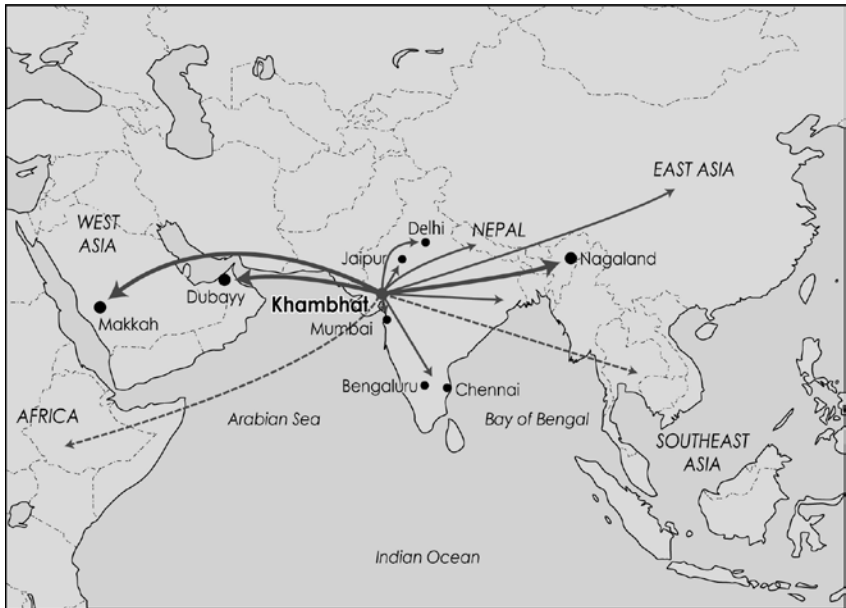 EAST ASIA
WEST
ASIA
NEPAL
Delhi
Jaipur
Nagaland
Dubayy
Khambhat
Makkah
Mumbai
Bengaluru
Chennai
AFRICA
Arabian Sea
Bay of Bengal
SOUTHEAST
ASIA
Indian Ocean